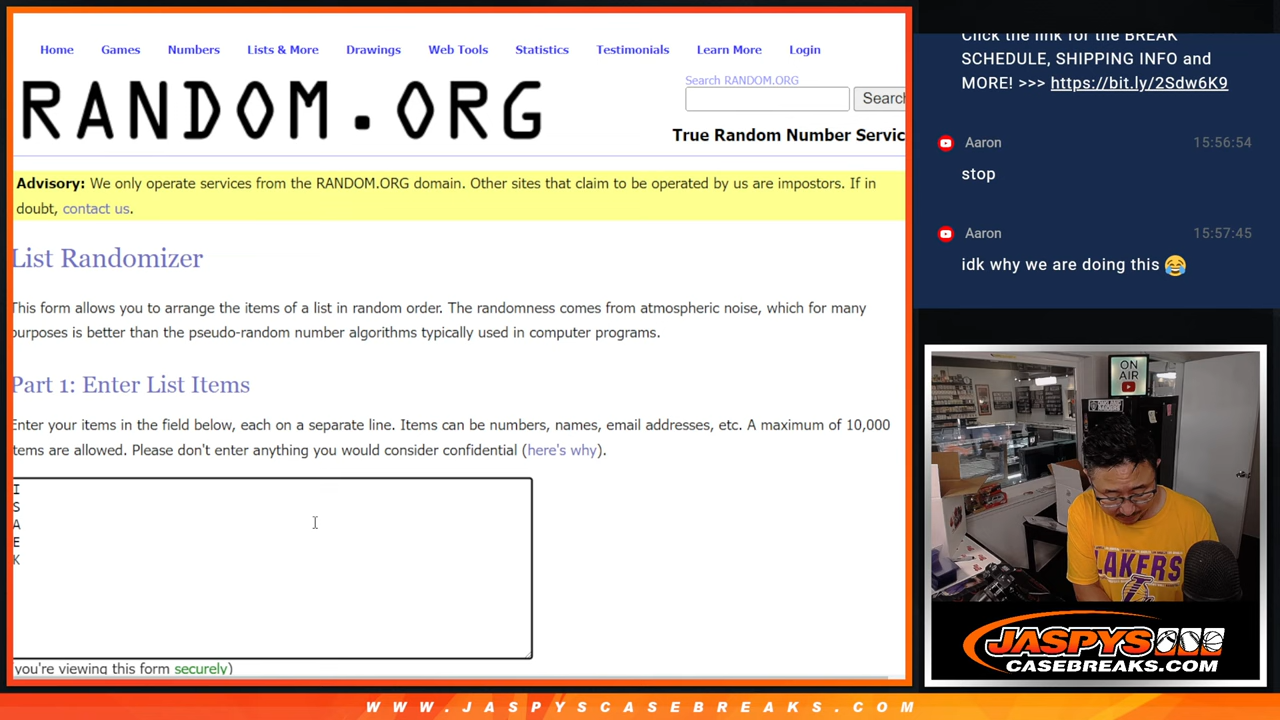 Home Games Numbers Lists & More Drawings Web Tools Statistics Testimonials Learn More Login
RANDOM.ORG
Search RANDOM.ORG
Search
True Random Number Servic
Advisory: We only operate services from the RANDOM.ORG domain. Other sites that claim to be operated by us are impostors. If in
doubt, contact us.
List Randomizer
This form allows you to arrange the items of a list in random order. The randomness comes from atmospheric noise, which for many
purposes is better than the pseudo-random number algorithms typically used in computer programs.
Part 1: Enter List Items
Enter your items in the field below, each on a separate line. Items can be numbers, names, email addresses, etc. A maximum of 10,000
items are allowed. Please don't enter anything you would consider confidential (here's why).
I
S
A
E
K
you're viewing this form securely)
Click the link for the BREAK
SCHEDULE, SHIPPING INFO and
MORE! >>> https://bit.ly/2Sdw6K9
Aaron 15:56:54
stop
Aaron 15:57:45
idk why we are doing this 😂
ON
AIR
LAKERS
JASPYS
CASEBREAKS.COM
WWW.JASPYSCASEBREAKS.COM